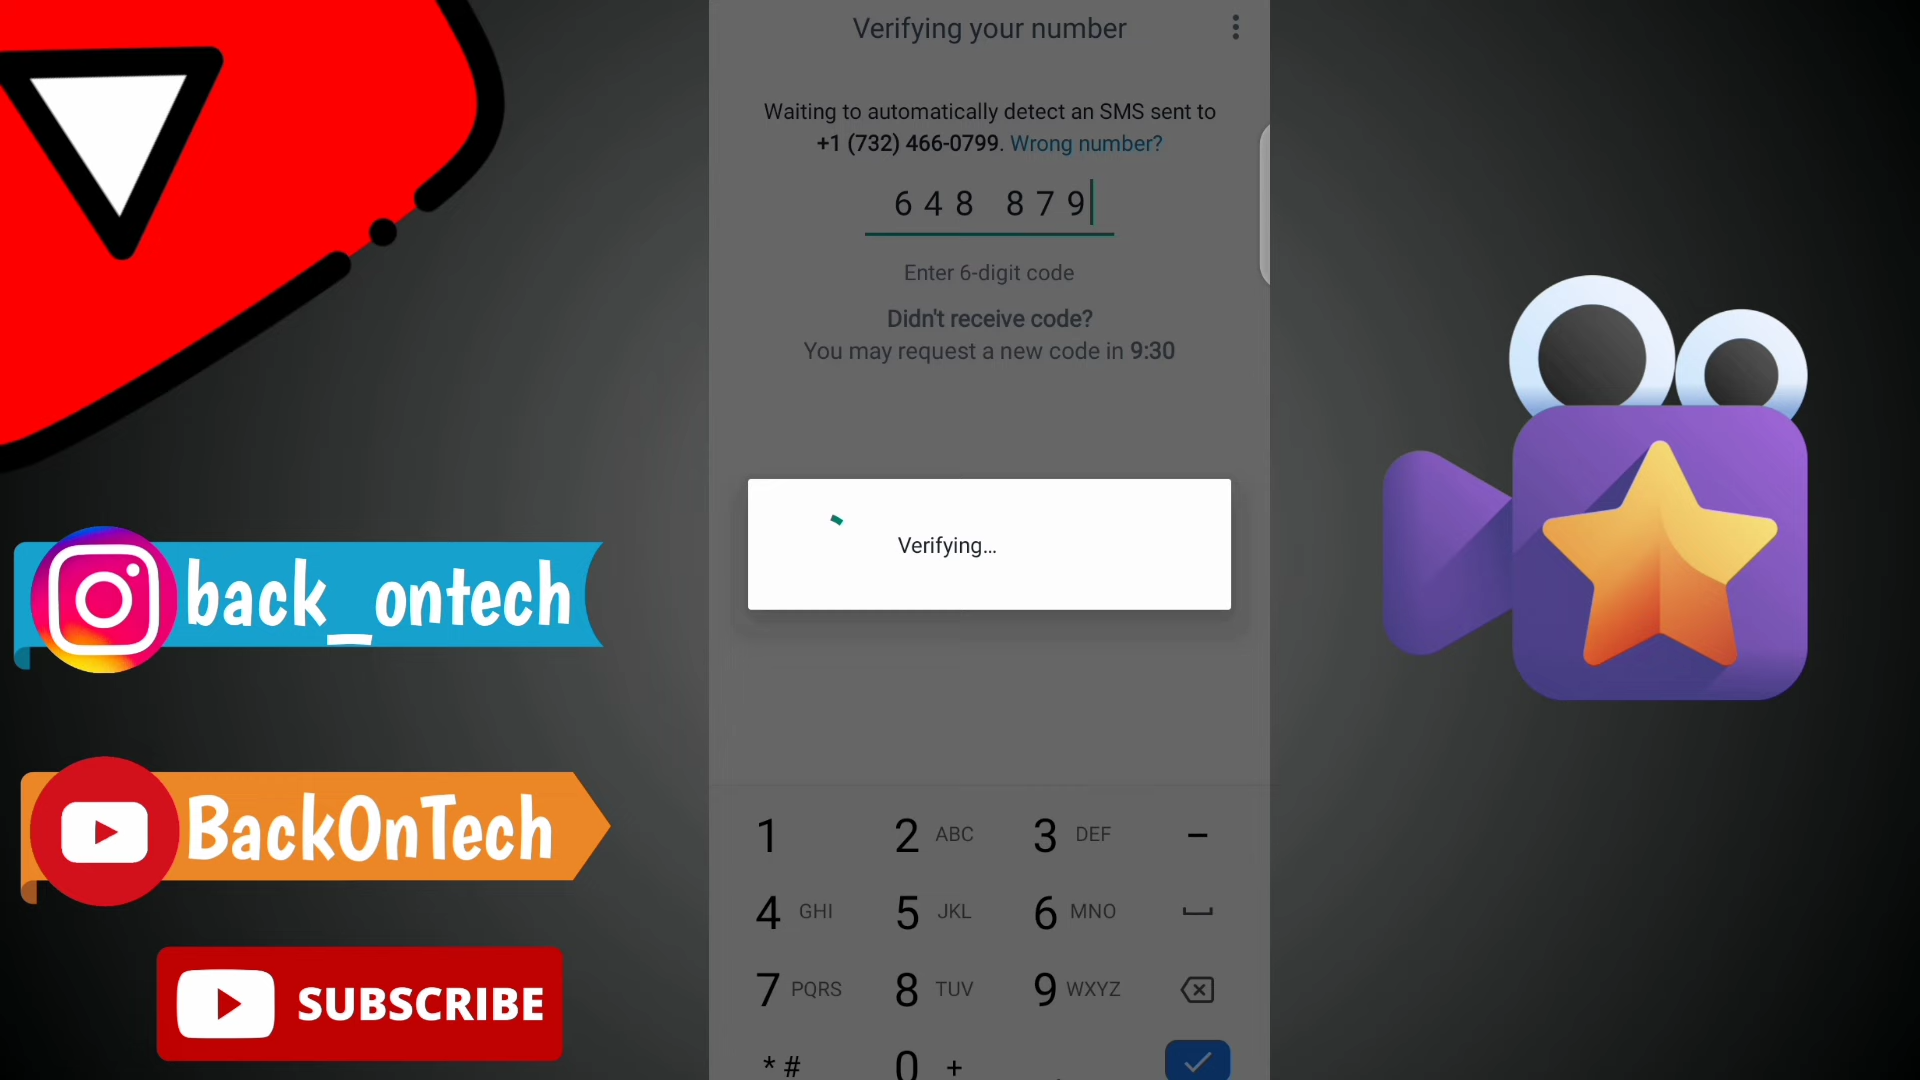 Verifying your number
Waiting to automatically detect an SMS sent to
+1 (732) 466-0799. Wrong number?
648 879
Enter 6-digit code
Didn't receive code?
You may request a new code in 9:30
Verifying...
back_ontech
BackOnTech
SUBSCRIBE
1 2 ABC 3 DEF -
4 GHI 5 JKL 6 MNO
7 PQRS 8 TUV 9 WXYZ
* # 0 + .